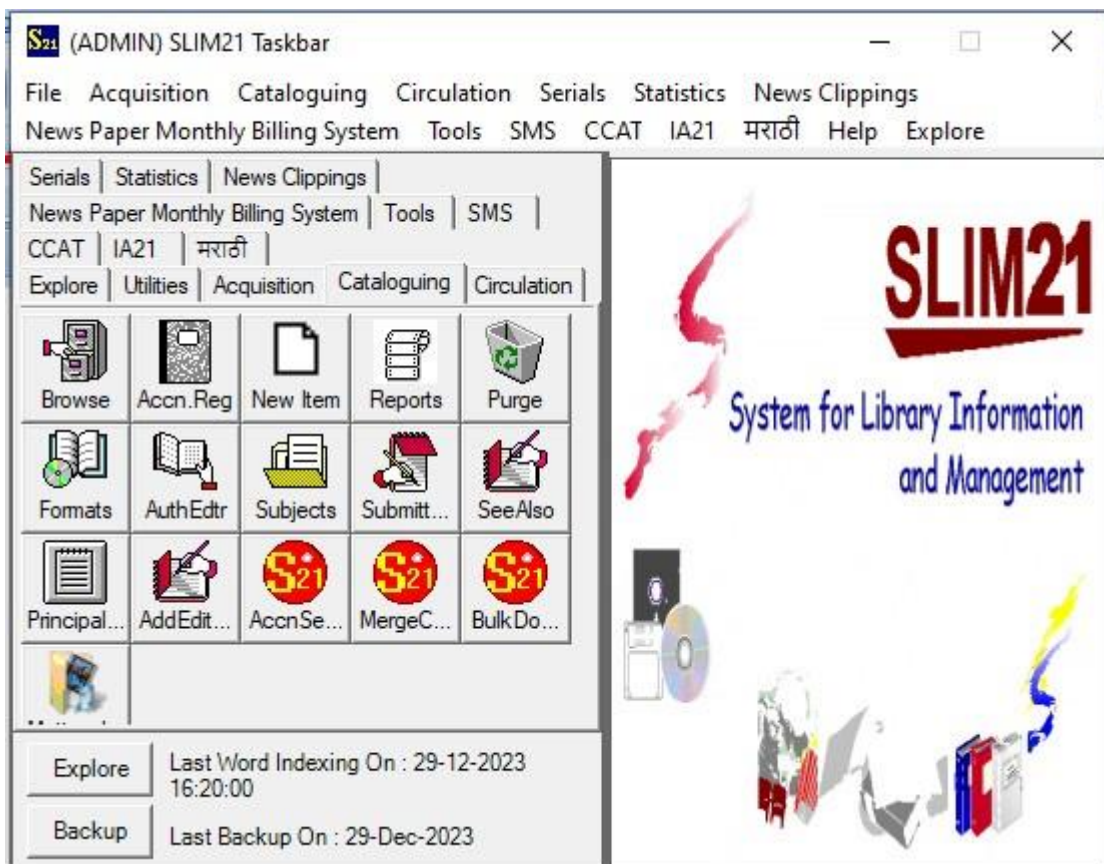 S21 (ADMIN) SLIM21 Taskbar
File Acquisition Cataloguing Circulation Serials Statistics News Clippings
News Paper Monthly Billing System Tools SMS CCAT IA21 मराठी Help Explore
Serials Statistics News Clippings
News Paper Monthly Billing System Tools SMS
CCAT IA21 मराठी
Explore Utilities Acquisition Cataloguing Circulation
Browse Accn.Reg New Item Reports Purge
Formats AuthEdtr Subjects Submitt... SeeAlso
Principal... AddEdit... S21 AccnSe... S21 MergeC... S21 BulkDo...
Explore Last Word Indexing On : 29-12-2023
16:20:00
Backup Last Backup On : 29-Dec-2023
SLIM21
System for Library Information
and Management